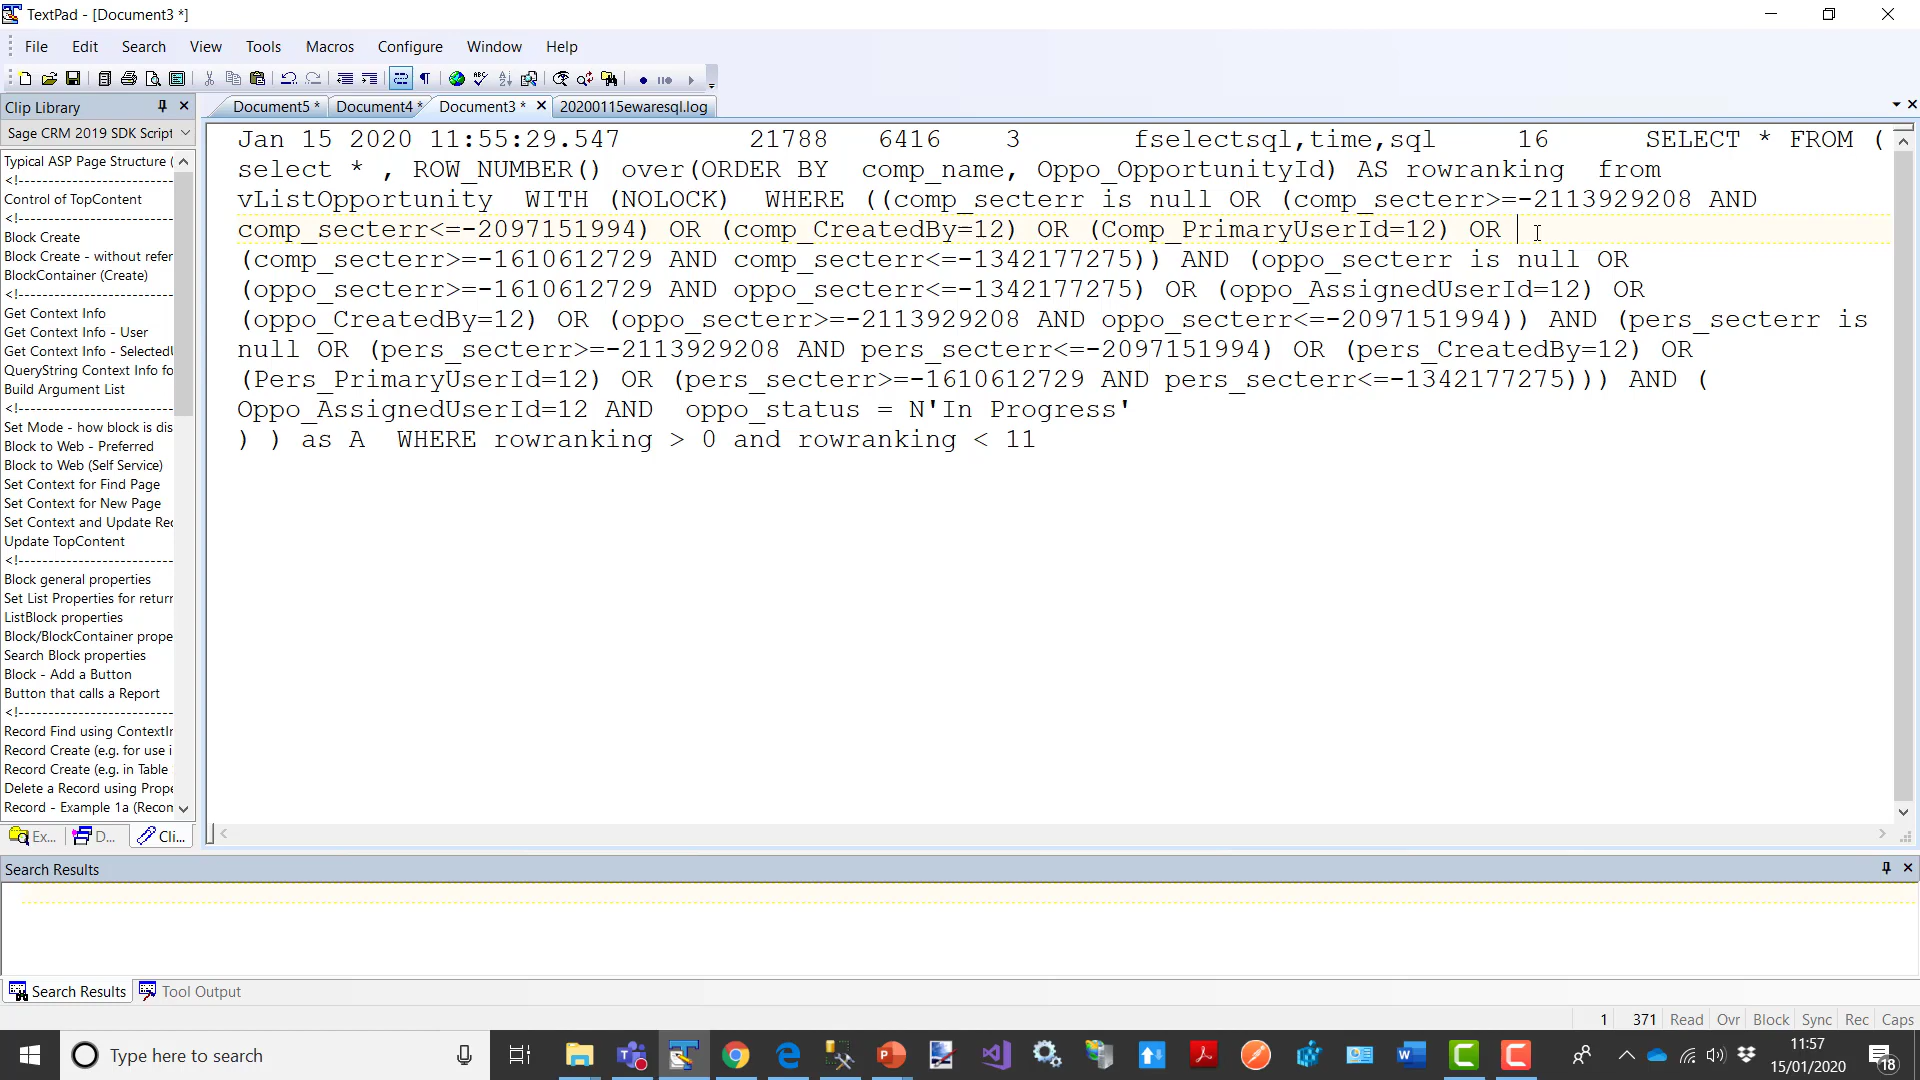 TextPad - [Document3 *]
File Edit Search View Tools Macros Configure Window Help
Clip Library
Document5 * Document4 * Document3 * 20200115ewaresql.log
Sage CRM 2019 SDK Script
Typical ASP Page Structure (
<!-------------------------
Control of TopContent
<!-------------------------
Block Create
Block Create - without refer
BlockContainer (Create)
<!-------------------------
Get Context Info
Get Context Info - User
Get Context Info - SelectedU
QueryString Context Info fo
Build Argument List
<!-------------------------
Set Mode - how block is dis
Block to Web - Preferred
Block to Web (Self Service)
Set Context for Find Page
Set Context for New Page
Set Context and Update Rec
Update TopContent
<!-------------------------
Block general properties
Set List Properties for return
ListBlock properties
Block/BlockContainer prope
Search Block properties
Block - Add a Button
Button that calls a Report
<!-------------------------
Record Find using ContextIn
Record Create (e.g. for use i
Record Create (e.g. in Table
Delete a Record using Prope
Record - Example 1a (Recon
Ex... D... Cli...
Jan 15 2020 11:55:29.547 21788 6416 3 fselectsql,time,sql 16 SELECT * FROM (
select * , ROW_NUMBER() over(ORDER BY comp_name, Oppo_OpportunityId) AS rowranking from
vListOpportunity WITH (NOLOCK) WHERE ((comp_secterr is null OR (comp_secterr>=-2113929208 AND
comp_secterr<=-2097151994) OR (comp_CreatedBy=12) OR (Comp_PrimaryUserId=12) OR
(comp_secterr>=-1610612729 AND comp_secterr<=-1342177275)) AND (oppo_secterr is null OR
(oppo_secterr>=-1610612729 AND oppo_secterr<=-1342177275) OR (oppo_AssignedUserId=12) OR
(oppo_CreatedBy=12) OR (oppo_secterr>=-2113929208 AND oppo_secterr<=-2097151994)) AND (pers_secterr is
null OR (pers_secterr>=-2113929208 AND pers_secterr<=-2097151994) OR (pers_CreatedBy=12) OR
(Pers_PrimaryUserId=12) OR (pers_secterr>=-1610612729 AND pers_secterr<=-1342177275))) AND (
Oppo_AssignedUserId=12 AND oppo_status = N'In Progress'
) ) as A WHERE rowranking > 0 and rowranking < 11
Search Results
Search Results Tool Output
1 371 Read Ovr Block Sync Rec Caps
Type here to search
11:57
15/01/2020
18